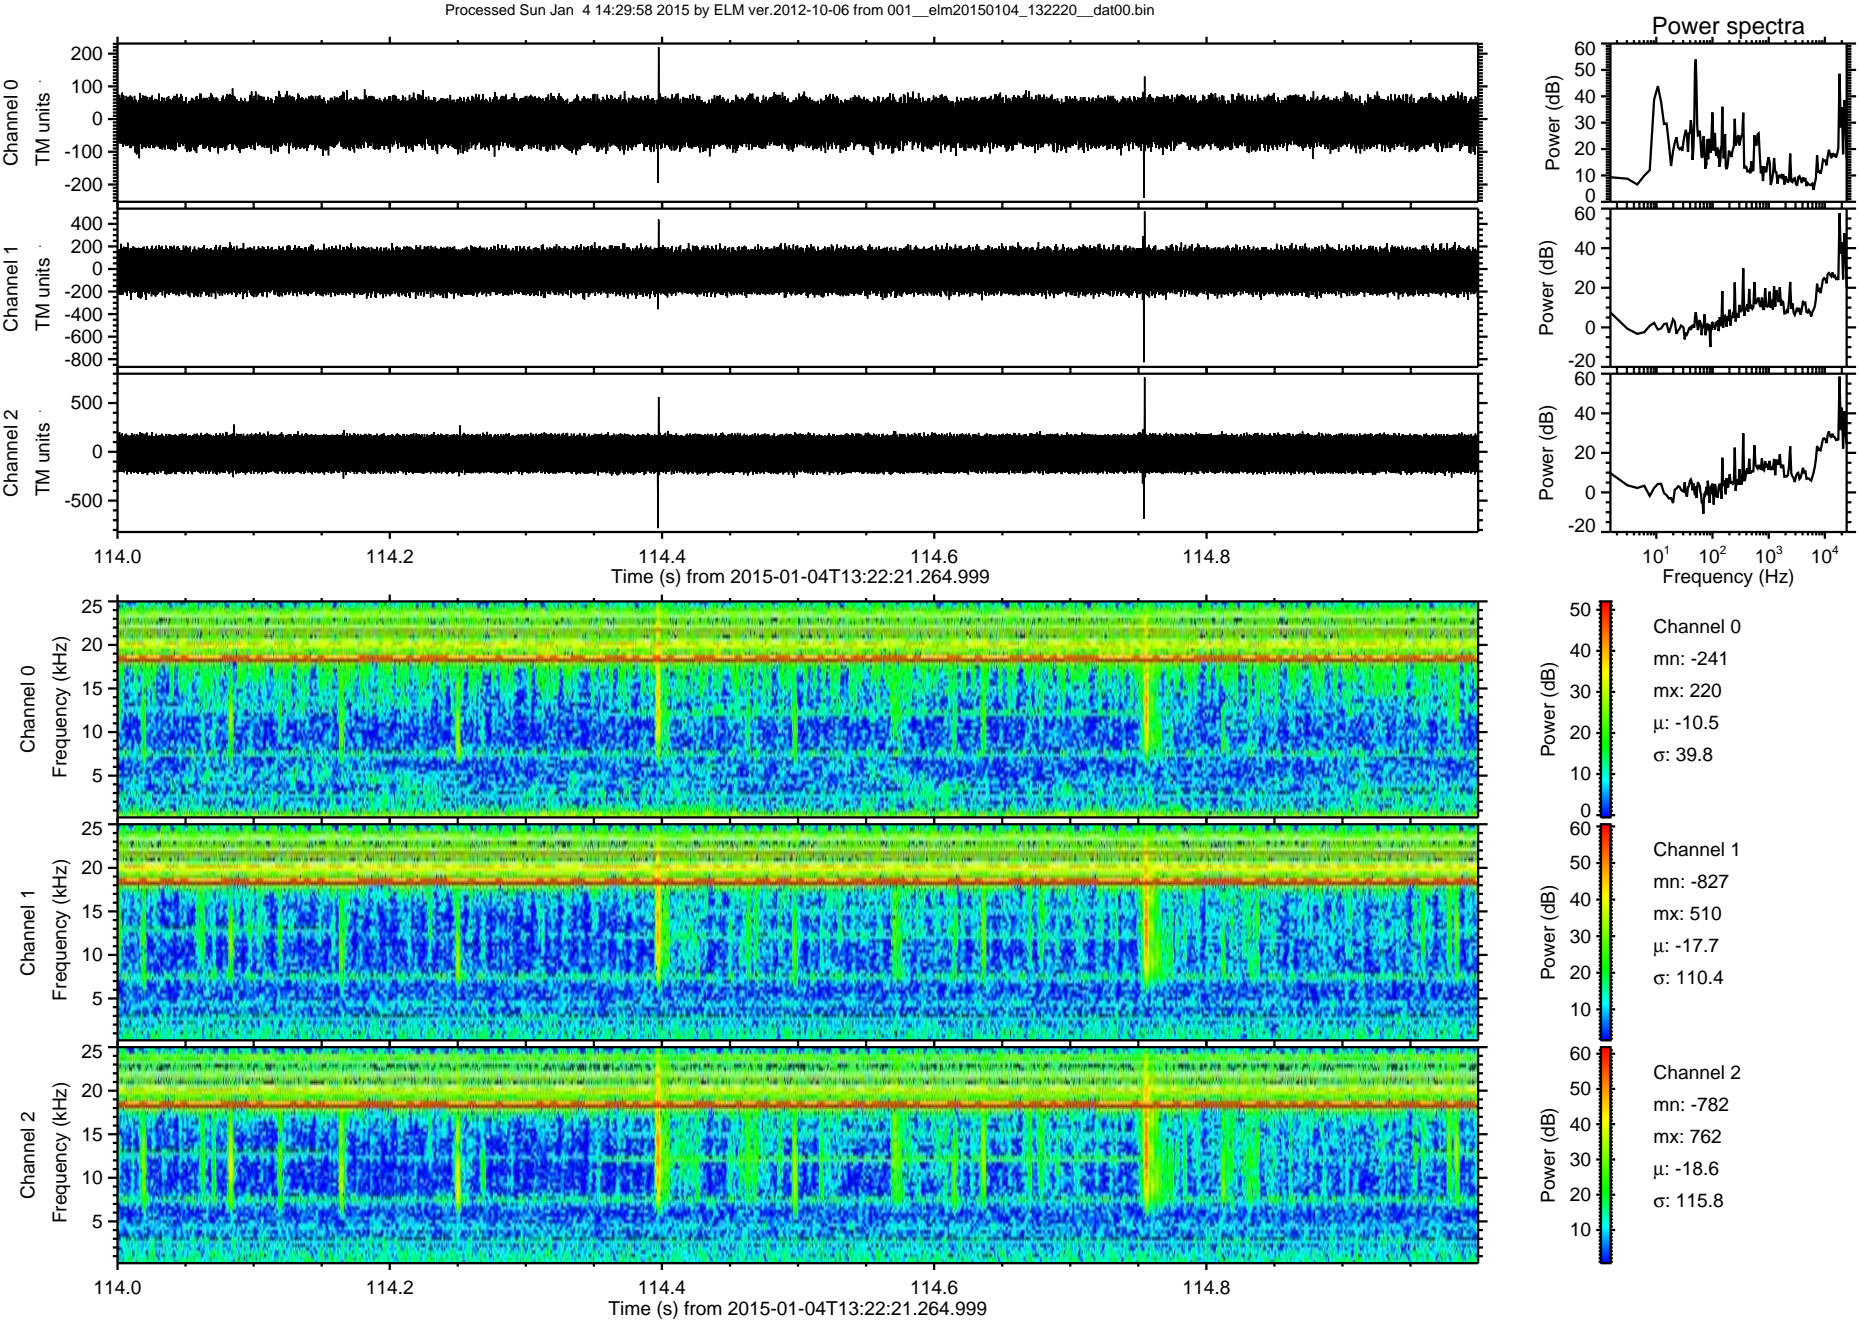 Processed Sun Jan  4 14:29:58 2015 by ELM ver.2012-10-06 from 001__elm20150104_132220__dat00.bin
Power spectra
Channel 0
TM units
200
100
0
-100
-200
Power (dB)
60
50
40
30
20
10
0
Channel 1
TM units
400
200
0
-200
-400
-600
-800
Power (dB)
60
40
20
0
-20
Channel 2
TM units
500
0
-500
Power (dB)
60
40
20
0
-20
114.0 114.2 114.4 114.6 114.8
Time (s) from 2015-01-04T13:22:21.264.999
10¹ 10² 10³ 10⁴
Frequency (Hz)
Channel 0
Frequency (kHz)
25
20
15
10
5
Power (dB)
50
40
30
20
10
0
Channel 0
mn: -241
mx: 220
μ: -10.5
σ: 39.8
Channel 1
Frequency (kHz)
25
20
15
10
5
Power (dB)
60
50
40
30
20
10
Channel 1
mn: -827
mx: 510
μ: -17.7
σ: 110.4
Channel 2
Frequency (kHz)
25
20
15
10
5
Power (dB)
60
50
40
30
20
10
Channel 2
mn: -782
mx: 762
μ: -18.6
σ: 115.8
114.0 114.2 114.4 114.6 114.8
Time (s) from 2015-01-04T13:22:21.264.999